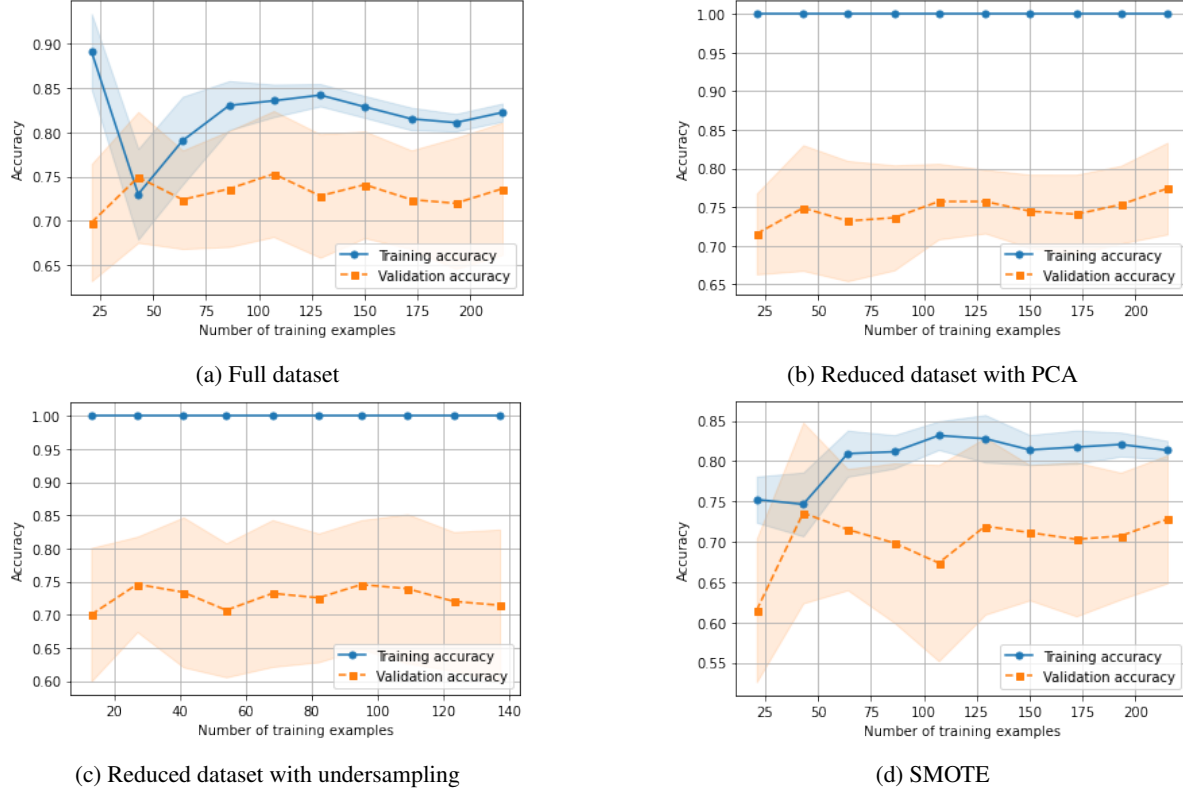 0.90
0.85
0.80
0.75
0.70
0.65
Accuracy
Training accuracy
Validation accuracy
25 50 75 100 125 150 175 200
Number of training examples
(a) Full dataset
1.00
0.95
0.90
0.85
0.80
0.75
0.70
0.65
Accuracy
Training accuracy
Validation accuracy
25 50 75 100 125 150 175 200
Number of training examples
(b) Reduced dataset with PCA
1.00
0.95
0.90
0.85
0.80
0.75
0.70
0.65
0.60
Accuracy
Training accuracy
Validation accuracy
20 40 60 80 100 120 140
Number of training examples
(c) Reduced dataset with undersampling
0.85
0.80
0.75
0.70
0.65
0.60
0.55
Accuracy
Training accuracy
Validation accuracy
25 50 75 100 125 150 175 200
Number of training examples
(d) SMOTE